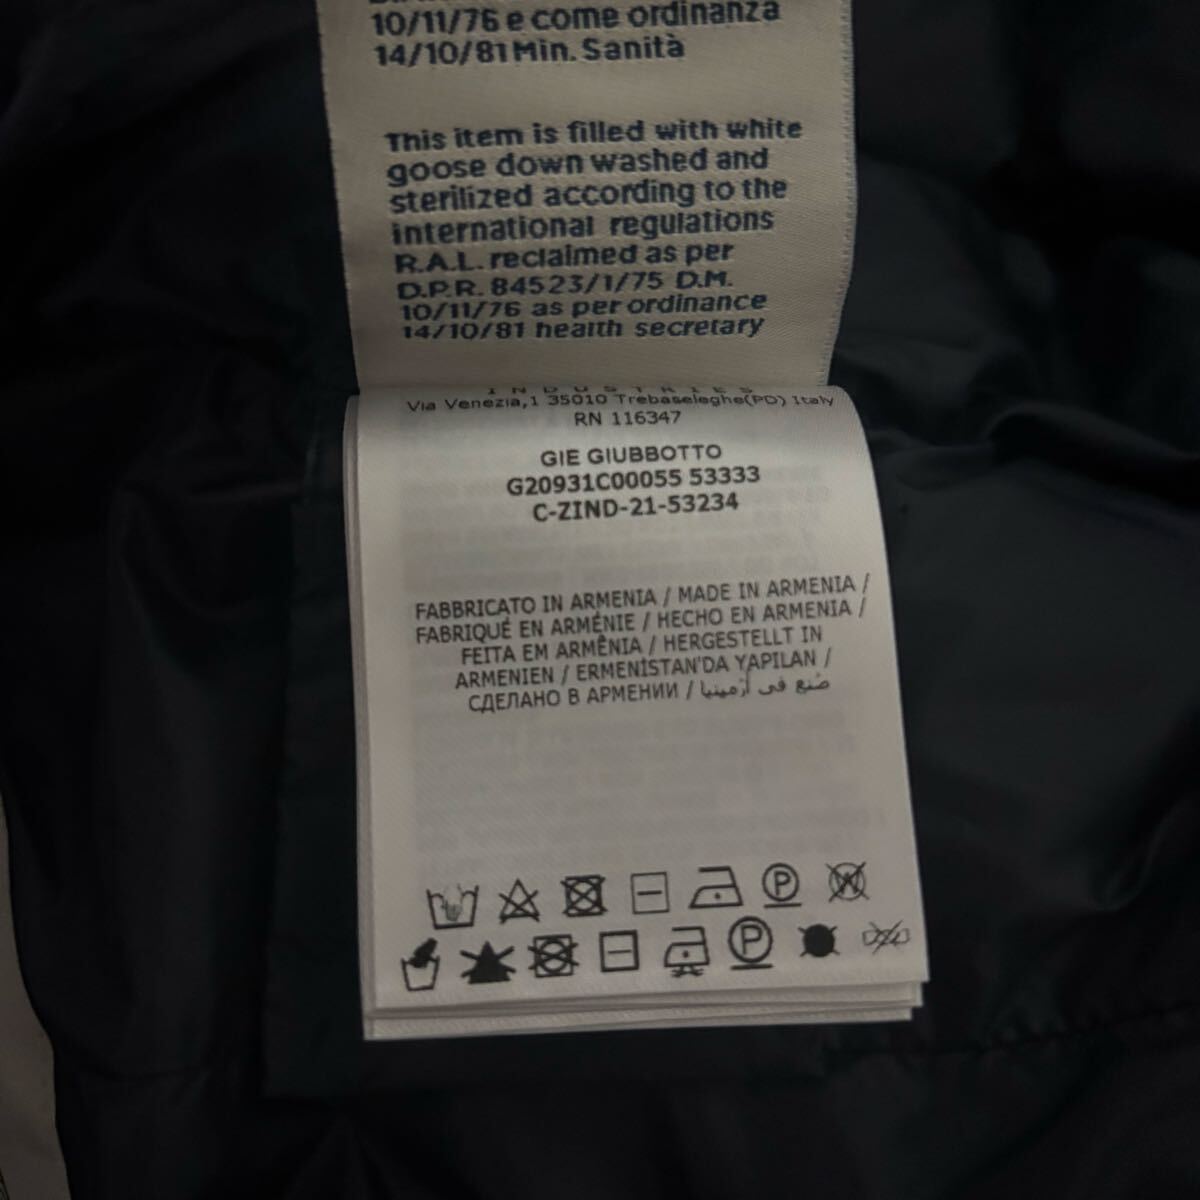 10/11/76 e come ordinanza
14/10/81 Min. Sanità
This item is filled with white
goose down washed and
sterilized according to the
international regulations
R.A.L. reclaimed as per
D.P.R. 84523/1/75 D.M.
10/11/76 as per ordinance
14/10/81 health secretary
INDUSTRIES
Via Venezia,1 35010 Trebaseleghe(PD) Italy
RN 116347
GIE GIUBBOTTO
G20931C00055 53333
C-ZIND-21-53234
FABBRICATO IN ARMENIA / MADE IN ARMENIA /
FABRIQUÉ EN ARMÉNIE / HECHO EN ARMENIA /
FEITA EM ARMÊNIA / HERGESTELLT IN
ARMENIEN / ERMENİSTAN'DA YAPILAN /
СДЕЛАНО В АРМЕНИИ / صُنع في أرمينيا
P W
P